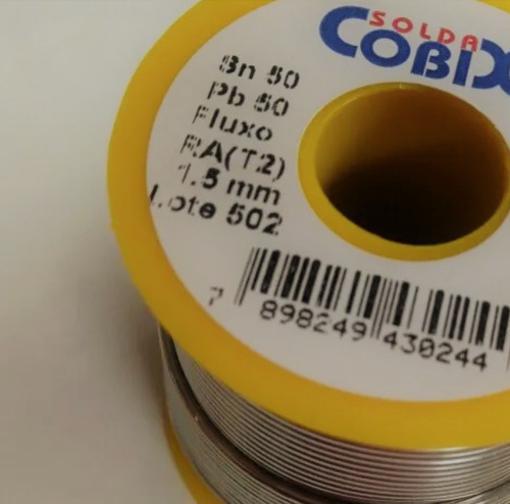 SOLDA
COBIX
Sn 50
Pb 50
Fluxo
RA(T2)
1.5 mm
Lote 502
7 898249 430244